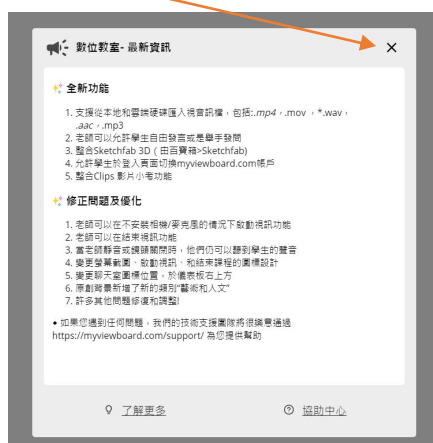 數位教室- 最新資訊
全新功能
1. 支援從本地和雲端硬碟匯入視音訊檔，包括:.mp4，.mov ，*.wav，
.aac，.mp3
2. 老師可以允許學生自由發言或是舉手發問
3. 整合Sketchfab 3D ( 由百寶箱>Sketchfab)
4. 允許學生於登入頁面切換myviewboard.com帳戶
5. 整合Clips 影片小考功能
修正問題及優化
1. 老師可以在不安裝相機/麥克風的情況下啟動視訊功能
2. 老師可以在結束視訊功能
3. 當老師靜音或鏡頭關閉時，他們仍可以聽到學生的聲音
4. 變更螢幕截圖、啟動視訊、和結束課程的圖標設計
5. 變更聊天室圖標位置，於儀表板右上方
6. 原創背景新增了新的類別"藝術和人文"
7. 許多其他問題修復和調整!
◆ 如果您遇到任何問題，我們的技術支援團隊將很樂意通過
https://myviewboard.com/support/ 為您提供幫助
了解更多
協助中心